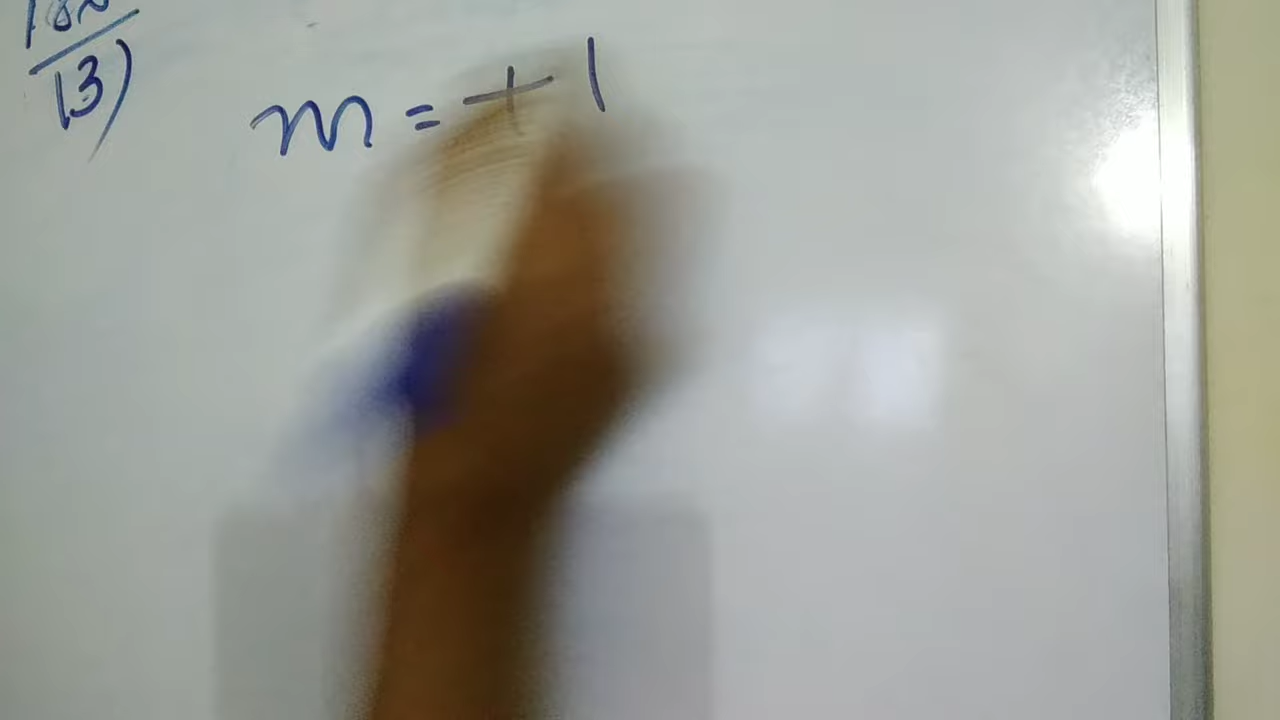 13)
m = + 1